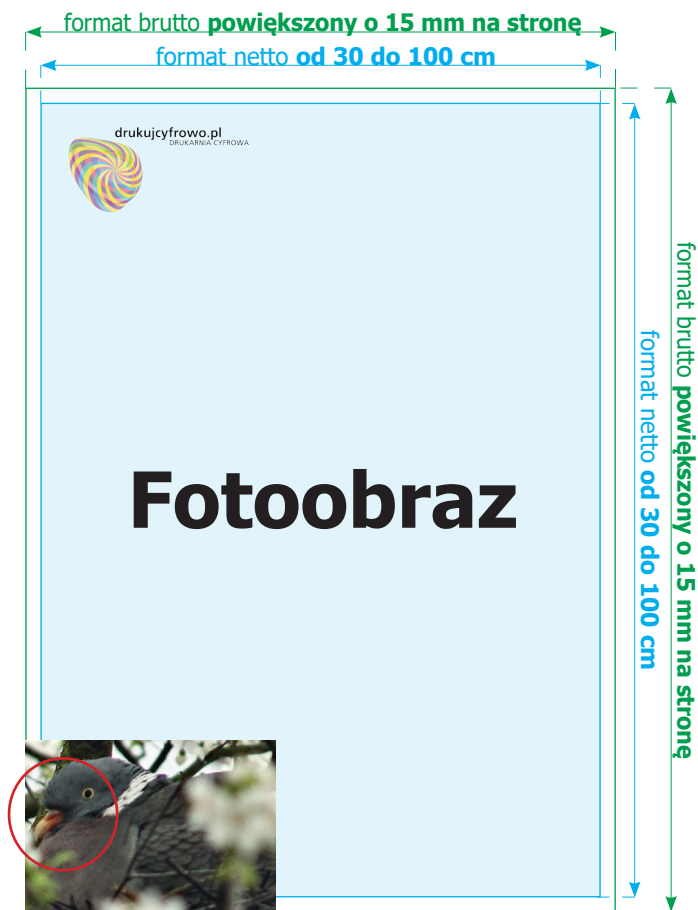 format brutto powiększony o 15 mm na stronę
format netto od 30 do 100 cm
drukujcyfrowo.pl
DRUKARNIA CYFROWA
Fotoobraz
format netto od 30 do 100 cm
format brutto powiększony o 15 mm na stronę